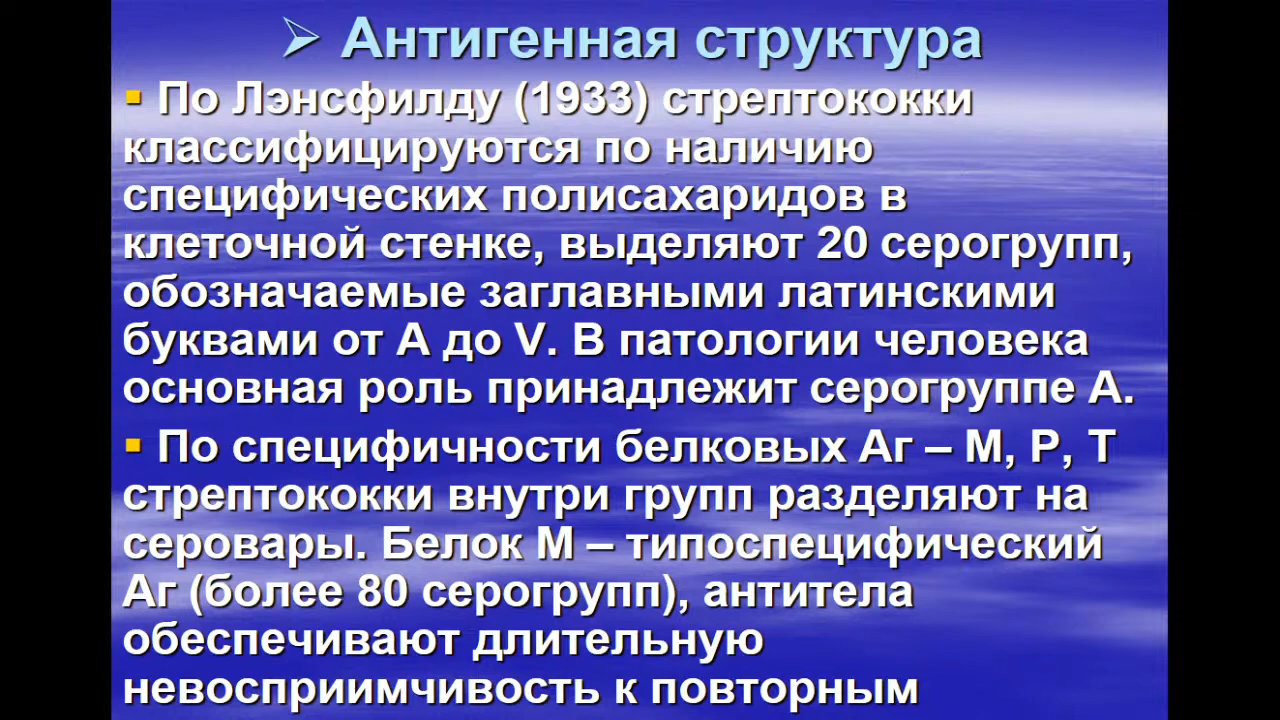 ➢ Антигенная структура
▪ По Лэнсфилду (1933) стрептококки
классифицируются по наличию
специфических полисахаридов в
клеточной стенке, выделяют 20 серогрупп,
обозначаемые заглавными латинскими
буквами от А до V. В патологии человека
основная роль принадлежит серогруппе А.
▪ По специфичности белковых Аг – М, Р, Т
стрептококки внутри групп разделяют на
серовары. Белок М – типоспецифический
Аг (более 80 серогрупп), антитела
обеспечивают длительную
невосприимчивость к повторным